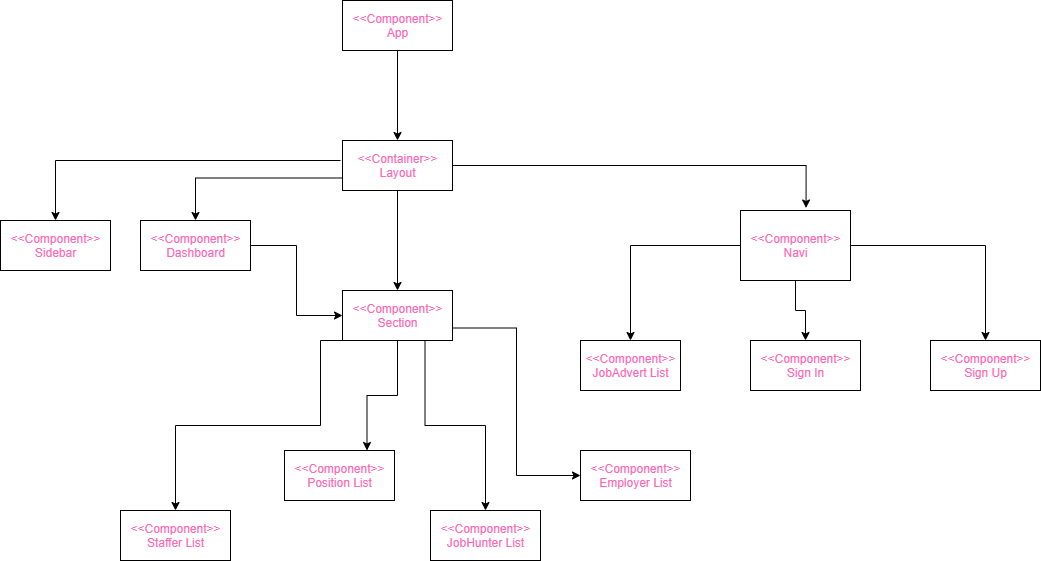 <<Component>>
App
<<Container>>
Layout
<<Component>>
Sidebar
<<Component>>
Dashboard
<<Component>>
Navi
<<Component>>
Section
<<Component>>
JobAdvert List
<<Component>>
Sign In
<<Component>>
Sign Up
<<Component>>
Position List
<<Component>>
Employer List
<<Component>>
Staffer List
<<Component>>
JobHunter List